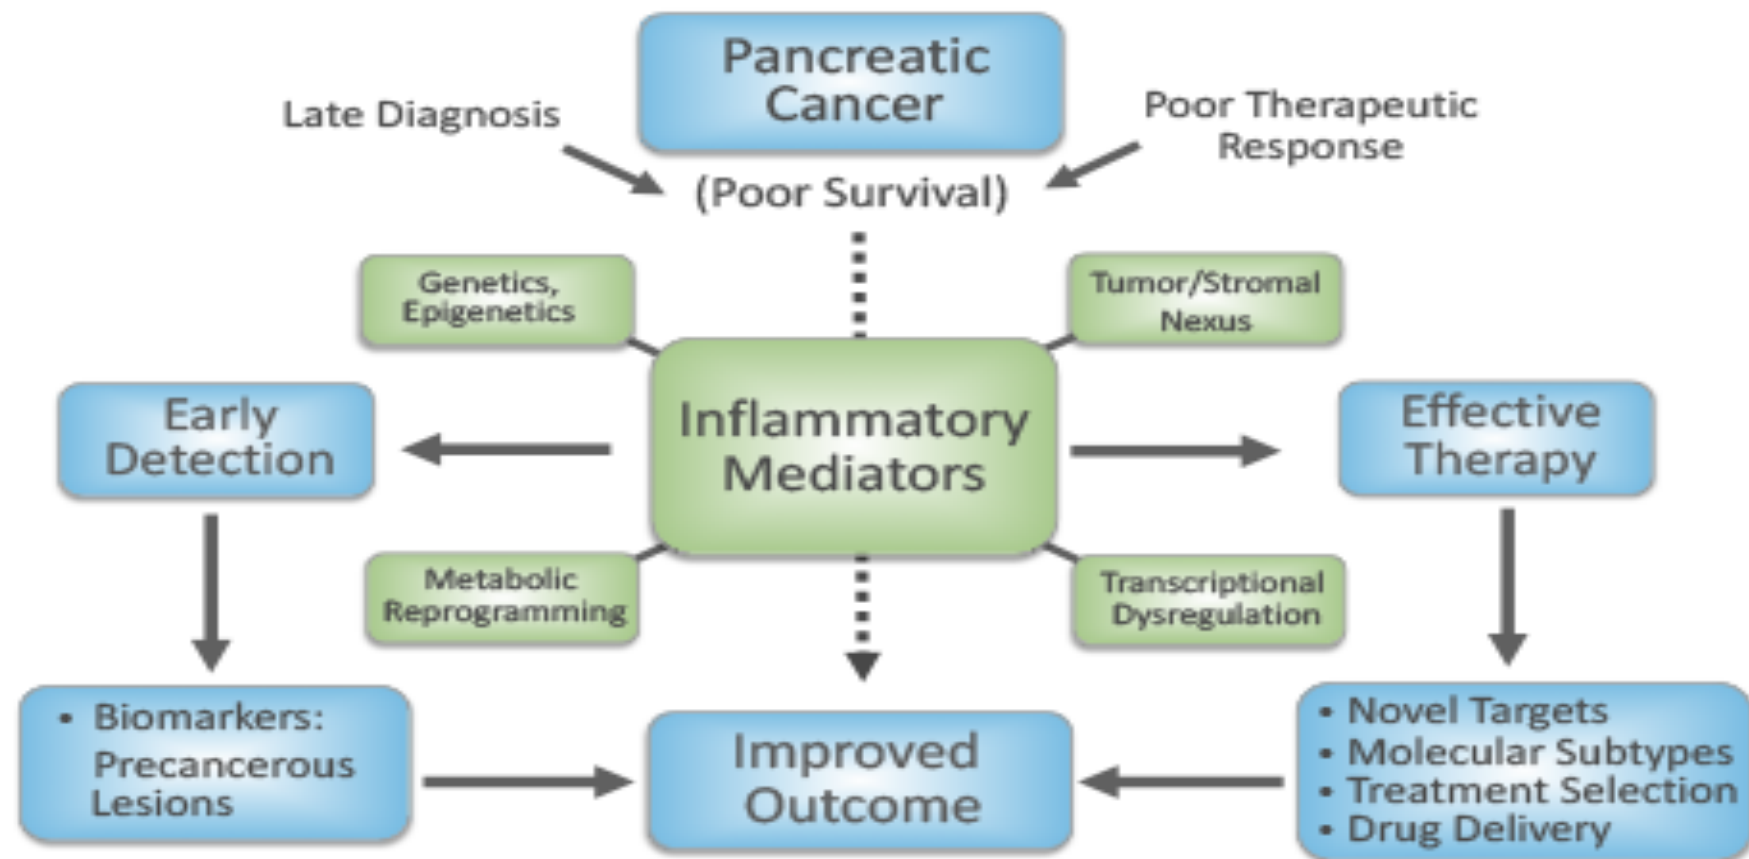 Pancreatic
Cancer
Late Diagnosis
Poor Therapeutic
Response
(Poor Survival)
Genetics,
Epigenetics
Tumor/Stromal
Nexus
Early
Detection
Inflammatory
Mediators
Effective
Therapy
Metabolic
Reprogramming
Transcriptional
Dysregulation
• Biomarkers:
Precancerous
Lesions
Improved
Outcome
• Novel Targets
• Molecular Subtypes
• Treatment Selection
• Drug Delivery